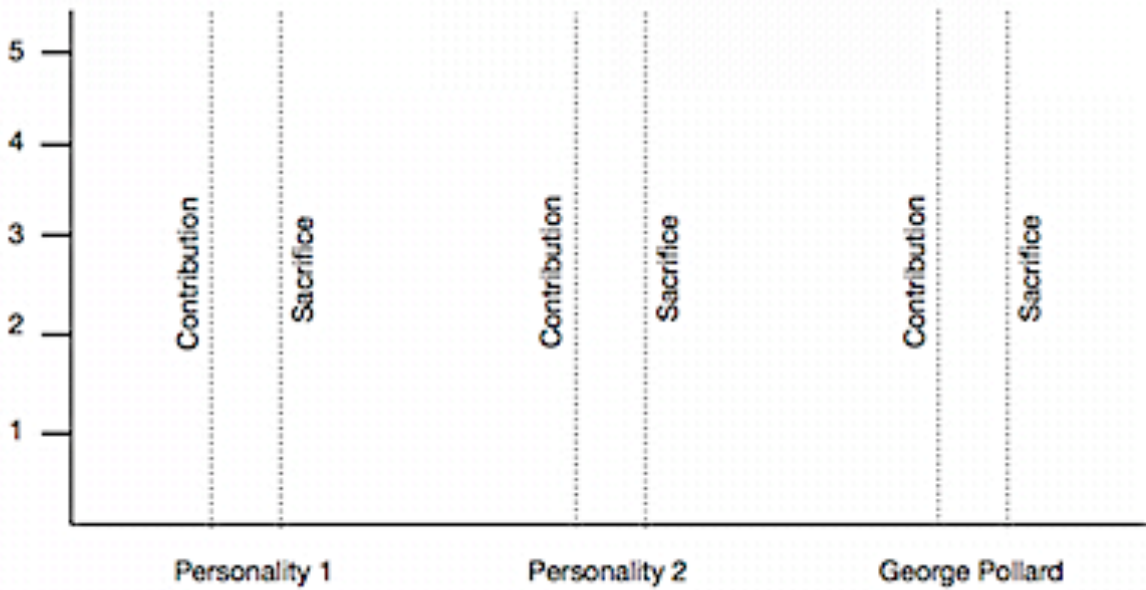 5
4
3
2
1
Contribution
Sacrifice
Contribution
Sacrifice
Contribution
Sacrifice
Personality 1
Personality 2
George Pollard